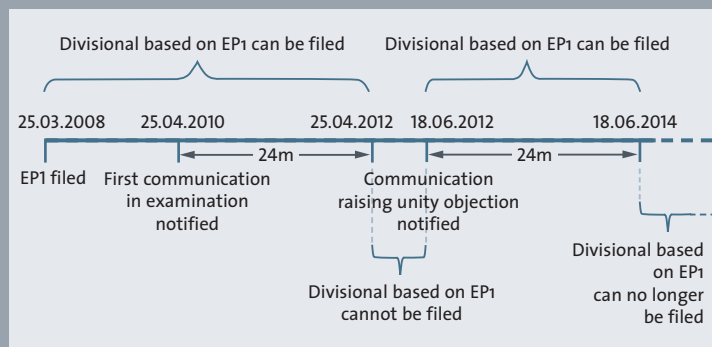 Divisional based on EP1 can be filed
Divisional based on EP1 can be filed
25.03.2008
25.04.2010
25.04.2012
18.06.2012
18.06.2014
24m
24m
EP1 filed
First communication
in examination
notified
Communication
raising unity objection
notified
Divisional based on EP1
cannot be filed
Divisional based
on EP1
can no longer
be filed